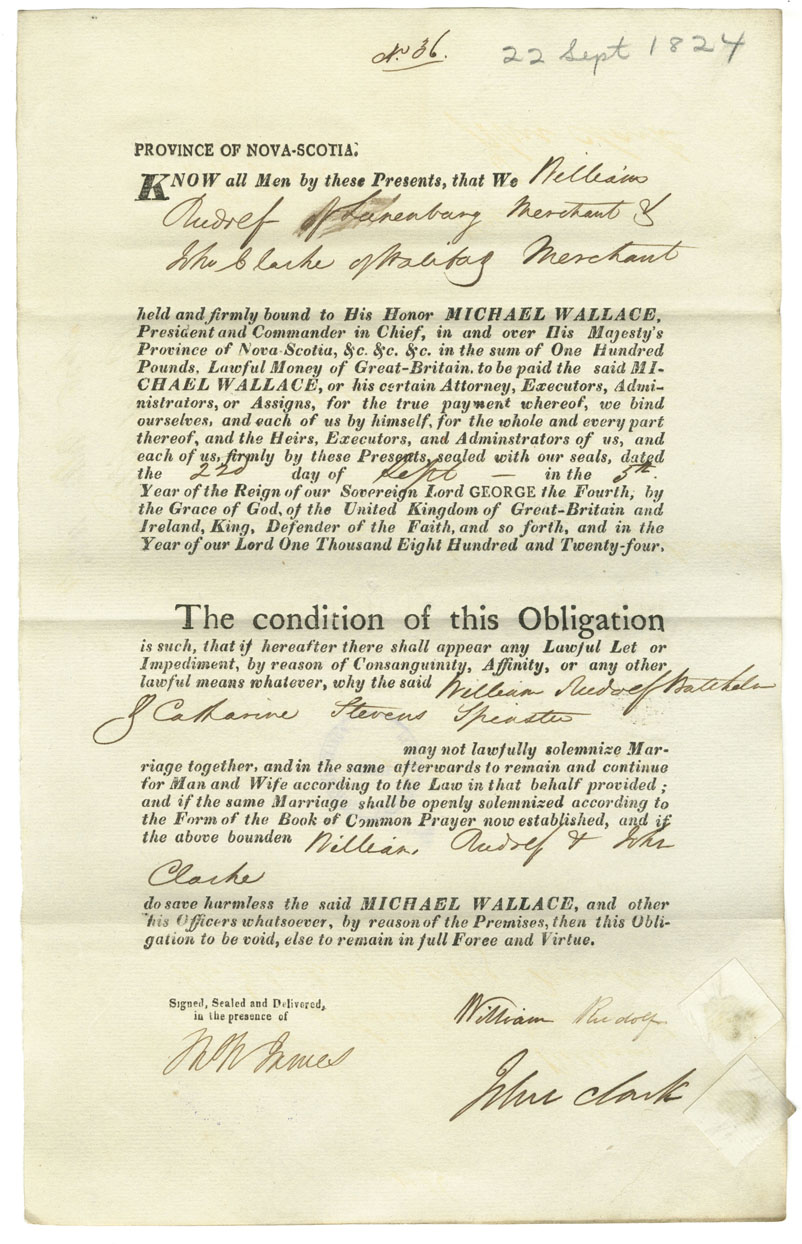 No. 36.
22 Sept 1824
PROVINCE OF NOVA-SCOTIA.
KNOW all Men by these Presents, that We William
Rudolf of Lunenburg Merchant &
John Clarke of Halifax Merchant
held and firmly bound to His Honor MICHAEL WALLACE,
President and Commander in Chief, in and over His Majesty's
Province of Nova-Scotia, &c. &c. &c. in the sum of One Hundred
Pounds, Lawful Money of Great-Britain, to be paid the said MI-
CHAEL WALLACE, or his certain Attorney, Executors, Admi-
nistrators, or Assigns, for the true payment whereof, we bind
ourselves, and each of us by himself, for the whole and every part
thereof, and the Heirs, Executors, and Adminstrators of us, and
each of us, firmly by these Presents, sealed with our seals, dated
the 22d day of Sept — in the 5th.
Year of the Reign of our Sovereign Lord GEORGE the Fourth, by
the Grace of God, of the United Kingdom of Great-Britain and
Ireland, King, Defender of the Faith, and so forth, and in the
Year of our Lord One Thousand Eight Hundred and Twenty-four.
The condition of this Obligation
is such, that if hereafter there shall appear any Lawful Let or
Impediment, by reason of Consanguinity, Affinity, or any other
lawful means whatever, why the said William Rudolf Batchelor
& Catharine Stevens Spinster
may not lawfully solemnize Mar-
riage together, and in the same afterwards to remain and continue
for Man and Wife according to the Law in that behalf provided;
and if the same Marriage shall be openly solemnized according to
the Form of the Book of Common Prayer now established, and if
the above bounden William Rudolf & John
Clarke
do save harmless the said MICHAEL WALLACE, and other
his Officers whatsoever, by reason of the Premises, then this Obli-
gation to be void, else to remain in full Force and Virtue.
Signed, Sealed and Delivered,
in the presence of
James
William Rudolf
John Clark